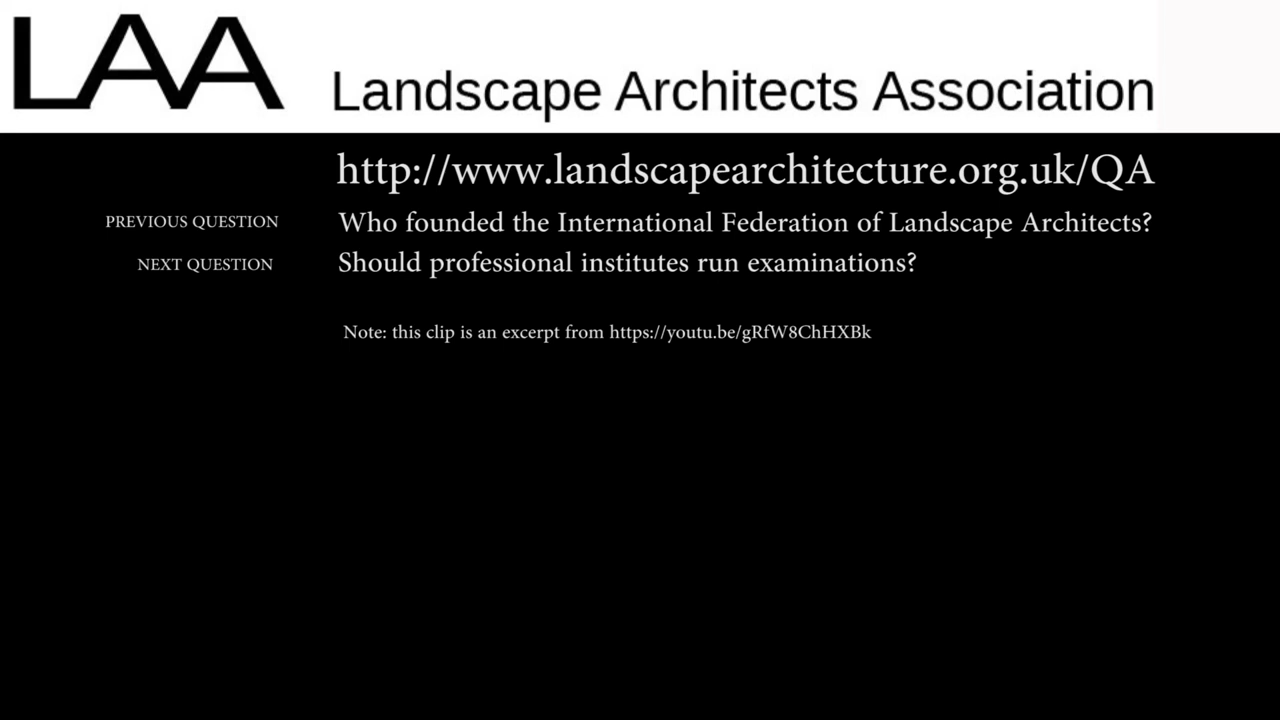 LAA
Landscape Architects Association
http://www.landscapearchitecture.org.uk/QA
PREVIOUS QUESTION Who founded the International Federation of Landscape Architects?
NEXT QUESTION Should professional institutes run examinations?
Note: this clip is an excerpt from https://youtu.be/gRfW8ChHXBk